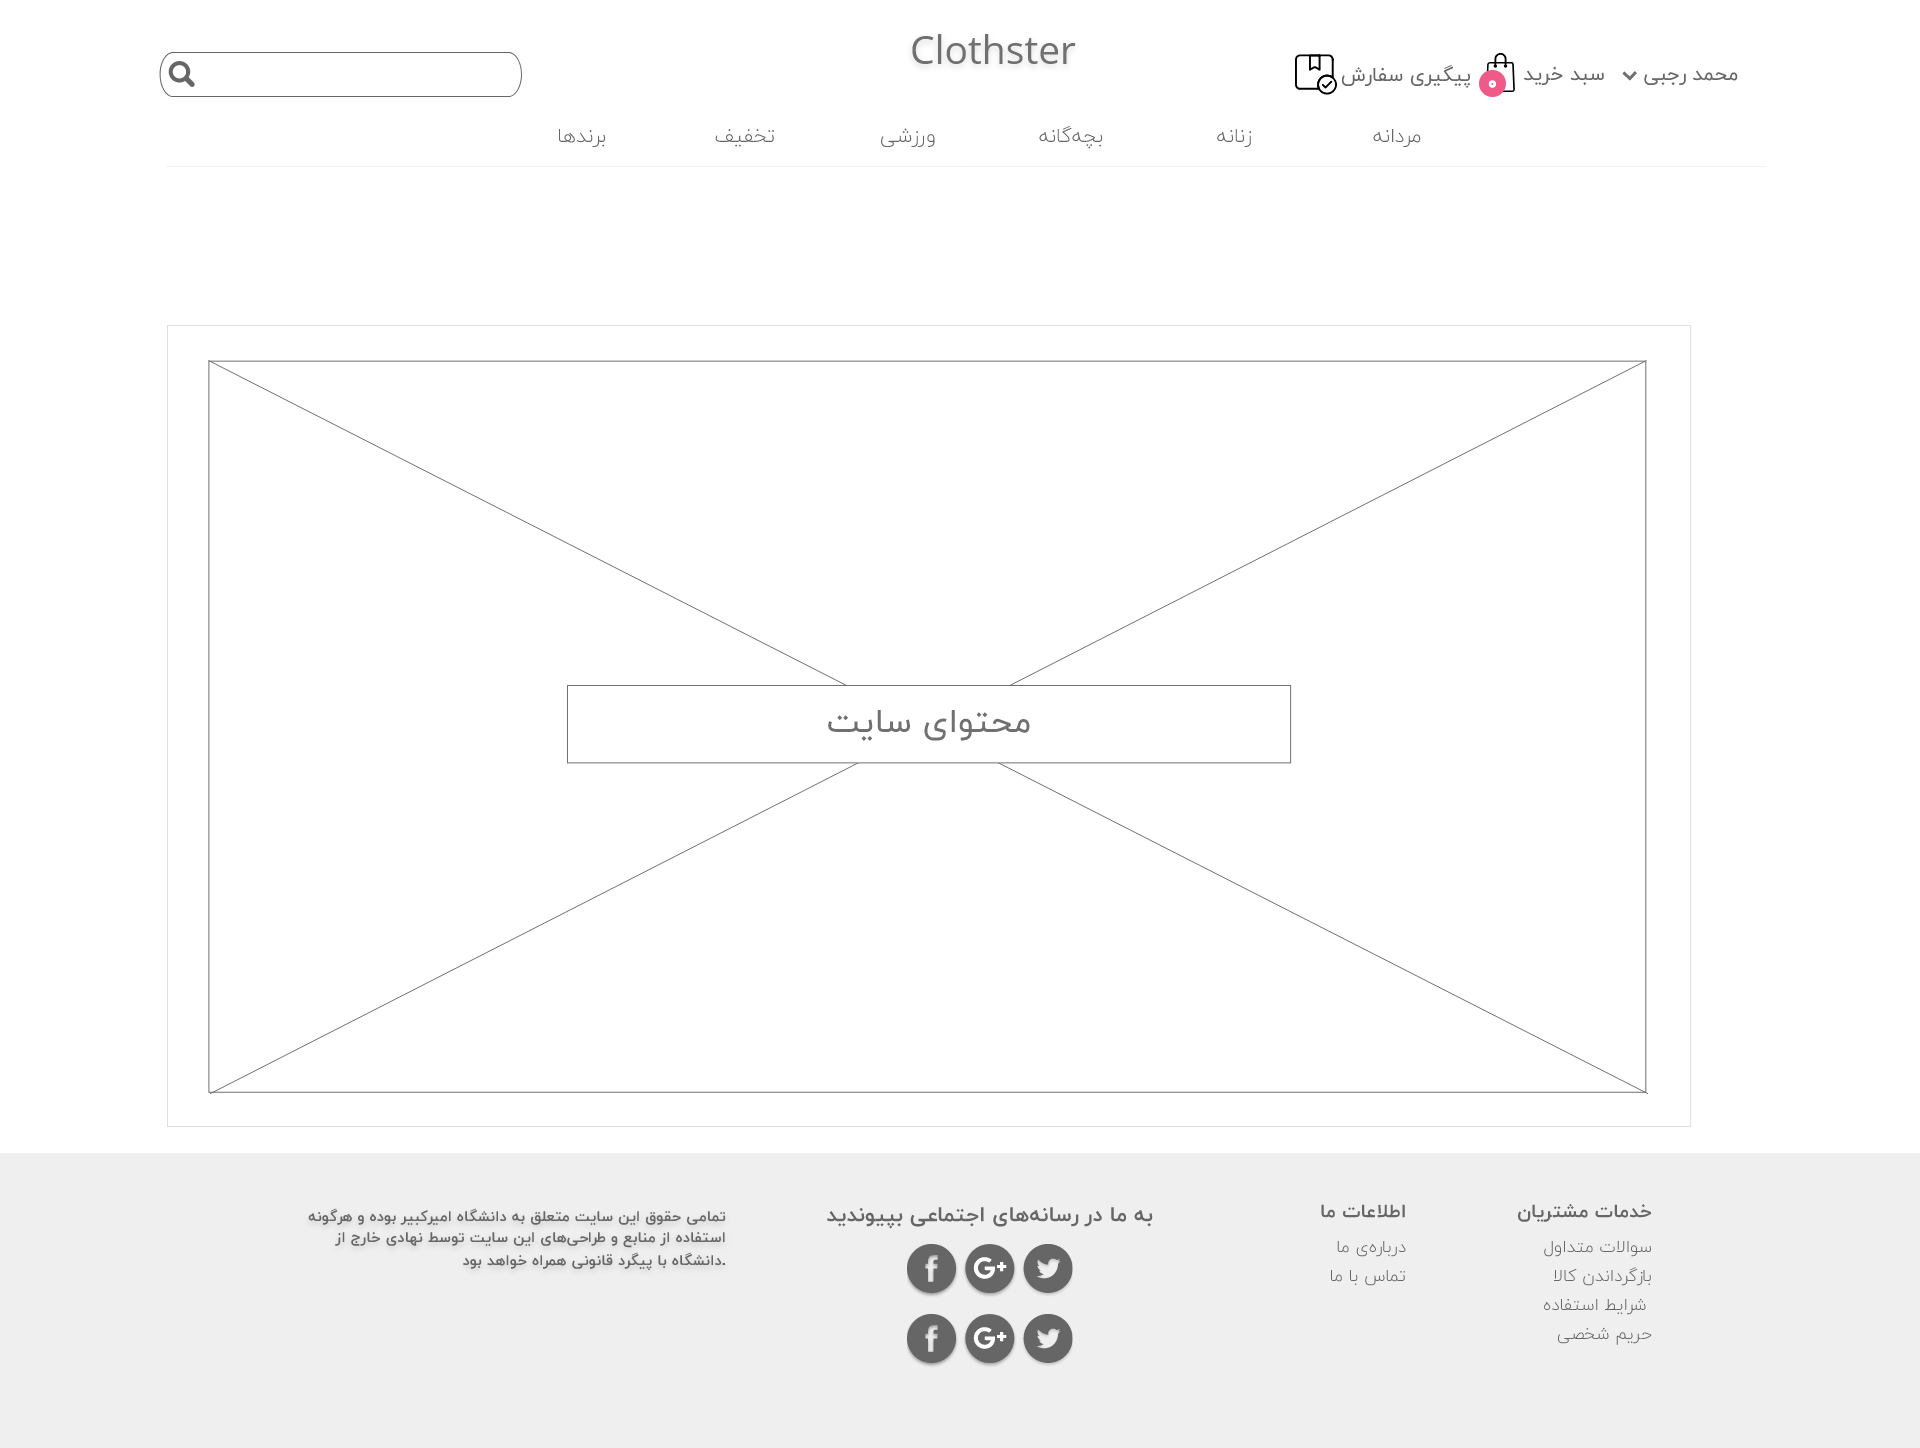 Clothster
محمد رجبی
سبد خرید
۰
پیگیری سفارش
مردانه
زنانه
بچه‌گانه
ورزشی
تخفیف
برندها
محتوای سایت
خدمات مشتریان
سوالات متداول
بازگرداندن کالا
شرایط استفاده
حریم شخصی
اطلاعات ما
درباره‌ی ما
تماس با ما
به ما در رسانه‌های اجتماعی بپیوندید
تمامی حقوق این سایت متعلق به دانشگاه امیرکبیر بوده و هرگونه
استفاده از منابع و طراحی‌های این سایت توسط نهادی خارج از
دانشگاه با پیگرد قانونی همراه خواهد بود.